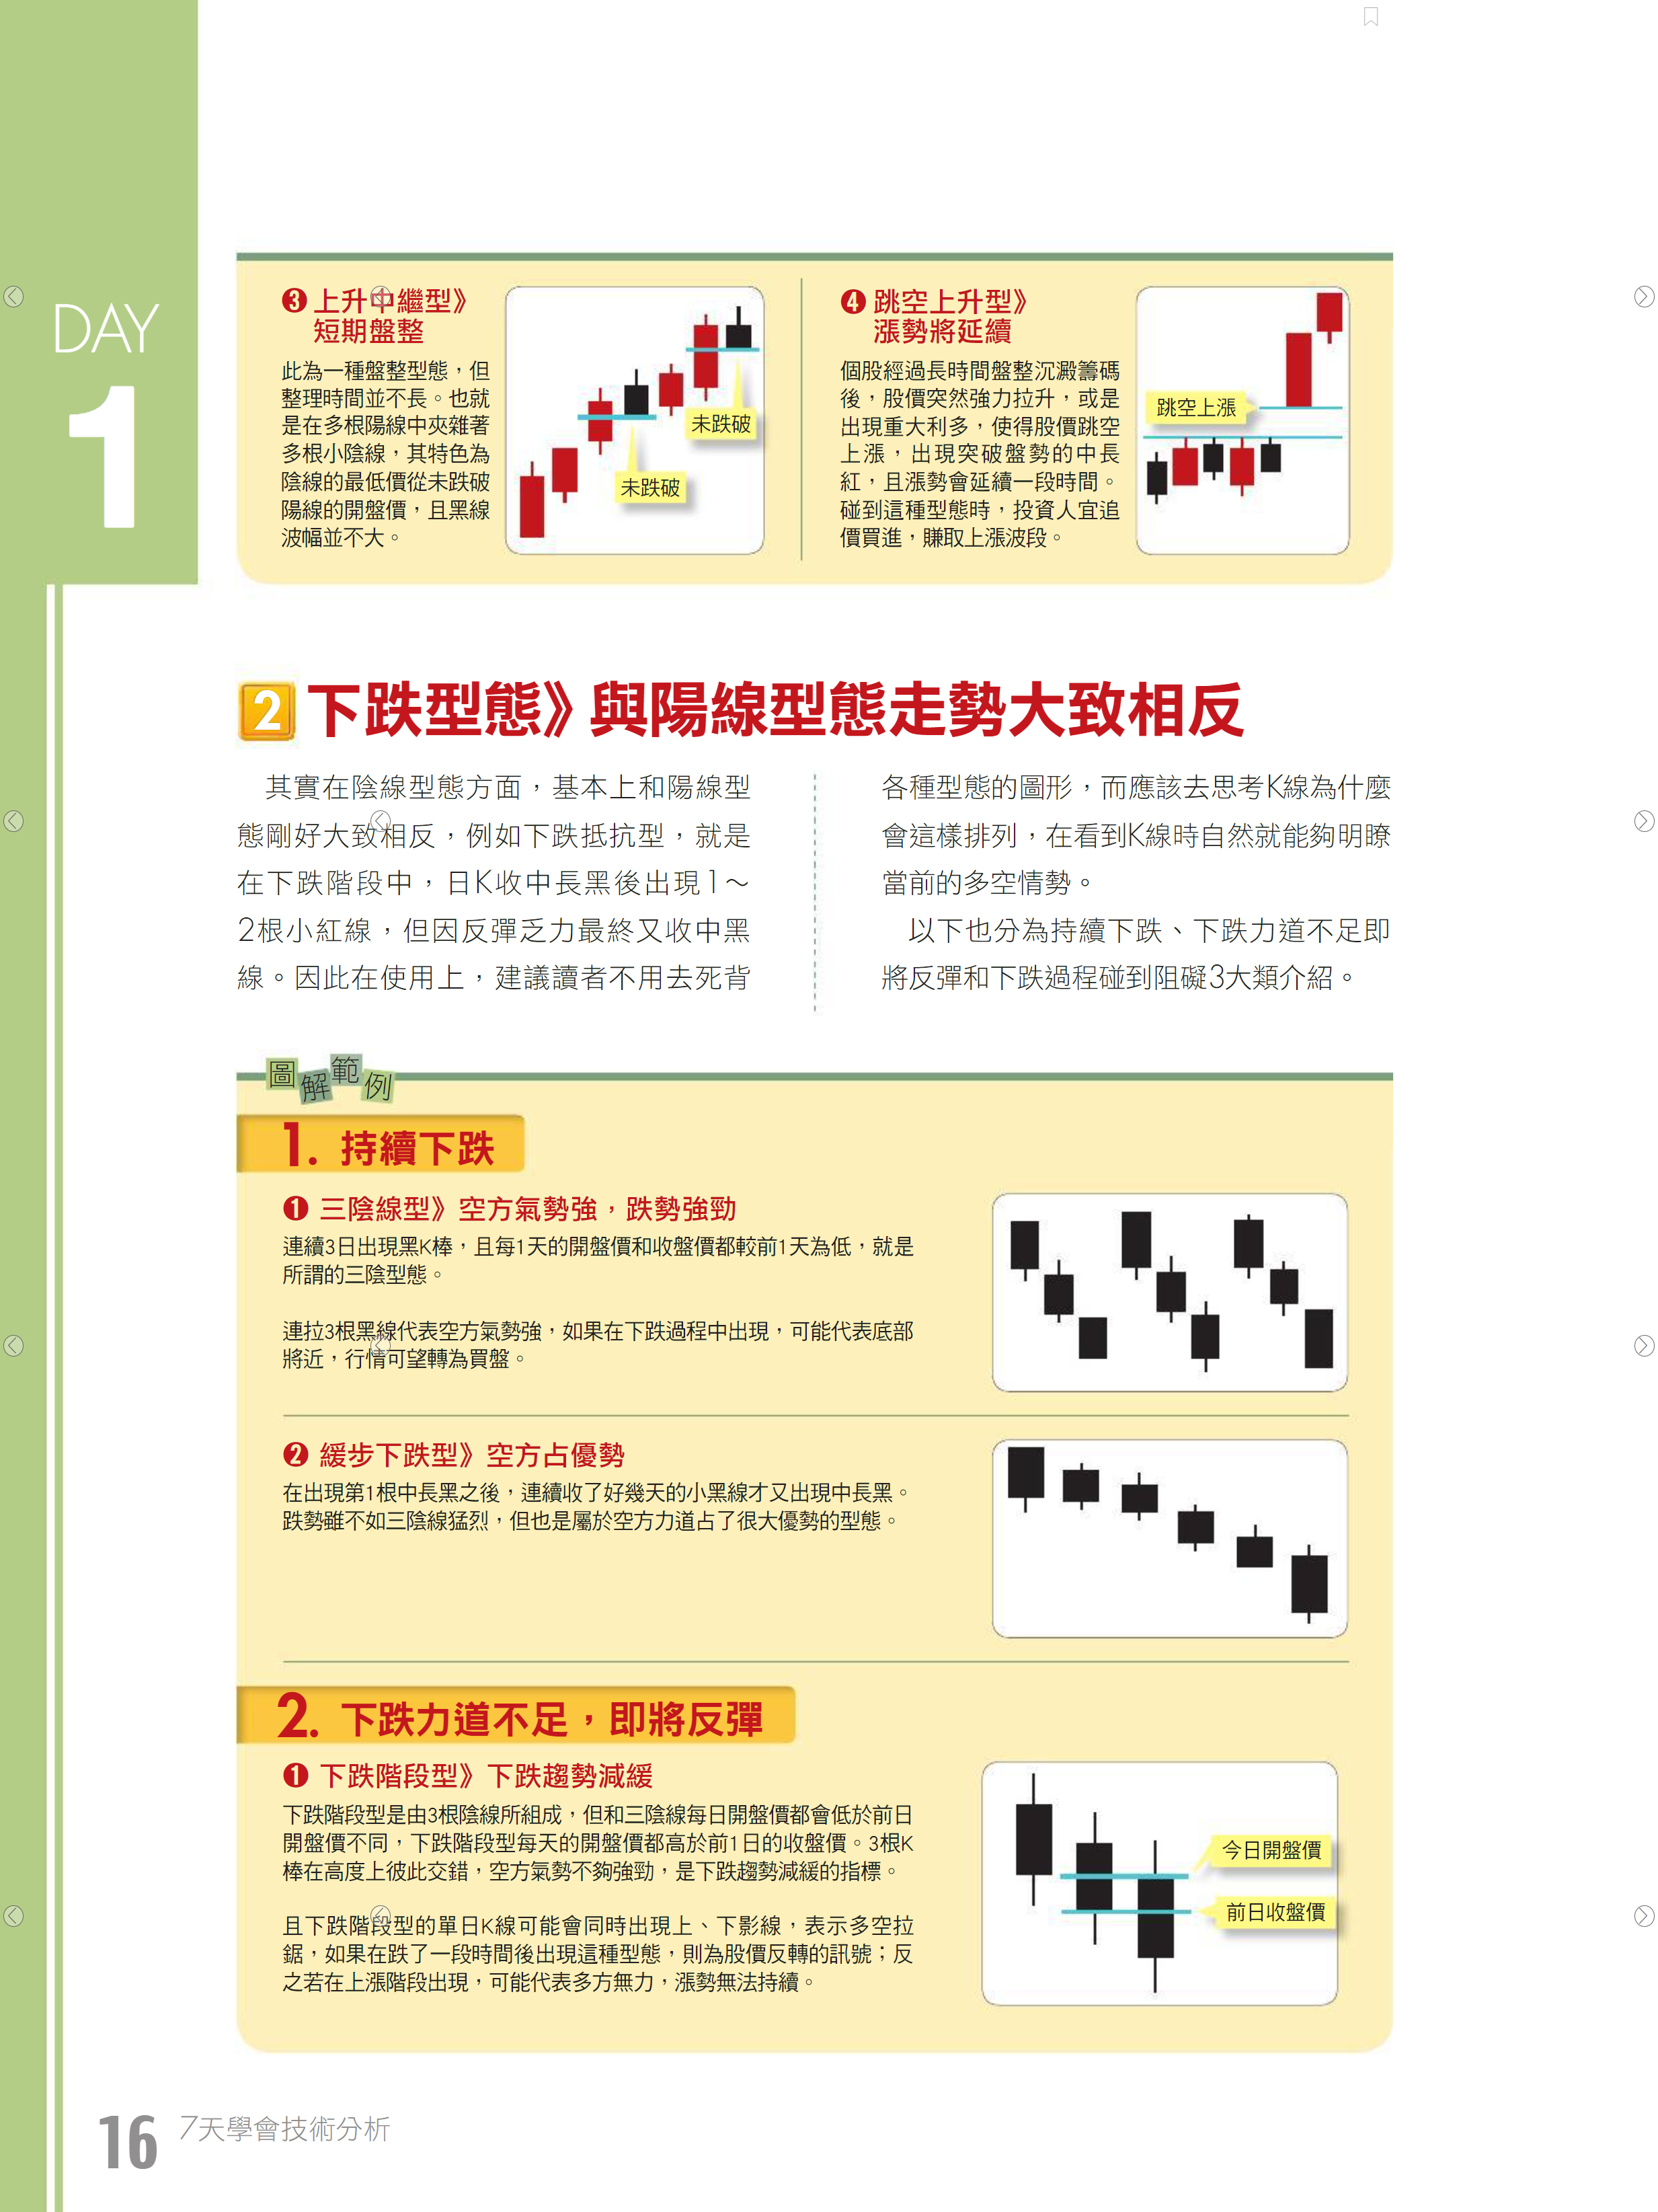 DAY
1
❸上升中繼型》
短期盤整
此為一種盤整型態，但
整理時間並不長。也就
是在多根陽線中夾雜著
多根小陰線，其特色為
陰線的最低價從未跌破
陽線的開盤價，且黑線
波幅並不大。
未跌破
未跌破
❹跳空上升型》
漲勢將延續
個股經過長時間盤整沉澱籌碼
後，股價突然強力拉升，或是
出現重大利多，使得股價跳空
上漲，出現突破盤勢的中長
紅，且漲勢會延續一段時間。
碰到這種型態時，投資人宜追
價買進，賺取上漲波段。
跳空上漲
2 下跌型態》與陽線型態走勢大致相反
其實在陰線型態方面，基本上和陽線型
態剛好大致相反，例如下跌抵抗型，就是
在下跌階段中，日K收中長黑後出現1～
2根小紅線，但因反彈乏力最終又收中黑
線。因此在使用上，建議讀者不用去死背
各種型態的圖形，而應該去思考K線為什麼
會這樣排列，在看到K線時自然就能夠明瞭
當前的多空情勢。
以下也分為持續下跌、下跌力道不足即
將反彈和下跌過程碰到阻礙3大類介紹。
圖解範例
1. 持續下跌
❶ 三陰線型》空方氣勢強，跌勢強勁
連續3日出現黑K棒，且每1天的開盤價和收盤價都較前1天為低，就是
所謂的三陰型態。
連拉3根黑線代表空方氣勢強，如果在下跌過程中出現，可能代表底部
將近，行情可望轉為買盤。
❷ 緩步下跌型》空方占優勢
在出現第1根中長黑之後，連續收了好幾天的小黑線才又出現中長黑。
跌勢雖不如三陰線猛烈，但也是屬於空方力道占了很大優勢的型態。
2. 下跌力道不足，即將反彈
❶ 下跌階段型》下跌趨勢減緩
下跌階段型是由3根陰線所組成，但和三陰線每日開盤價都會低於前日
開盤價不同，下跌階段型每天的開盤價都高於前1日的收盤價。3根K
棒在高度上彼此交錯，空方氣勢不夠強勁，是下跌趨勢減緩的指標。
且下跌階段型的單日K線可能會同時出現上、下影線，表示多空拉
鋸，如果在跌了一段時間後出現這種型態，則為股價反轉的訊號；反
之若在上漲階段出現，可能代表多方無力，漲勢無法持續。
今日開盤價
前日收盤價
16 7天學會技術分析